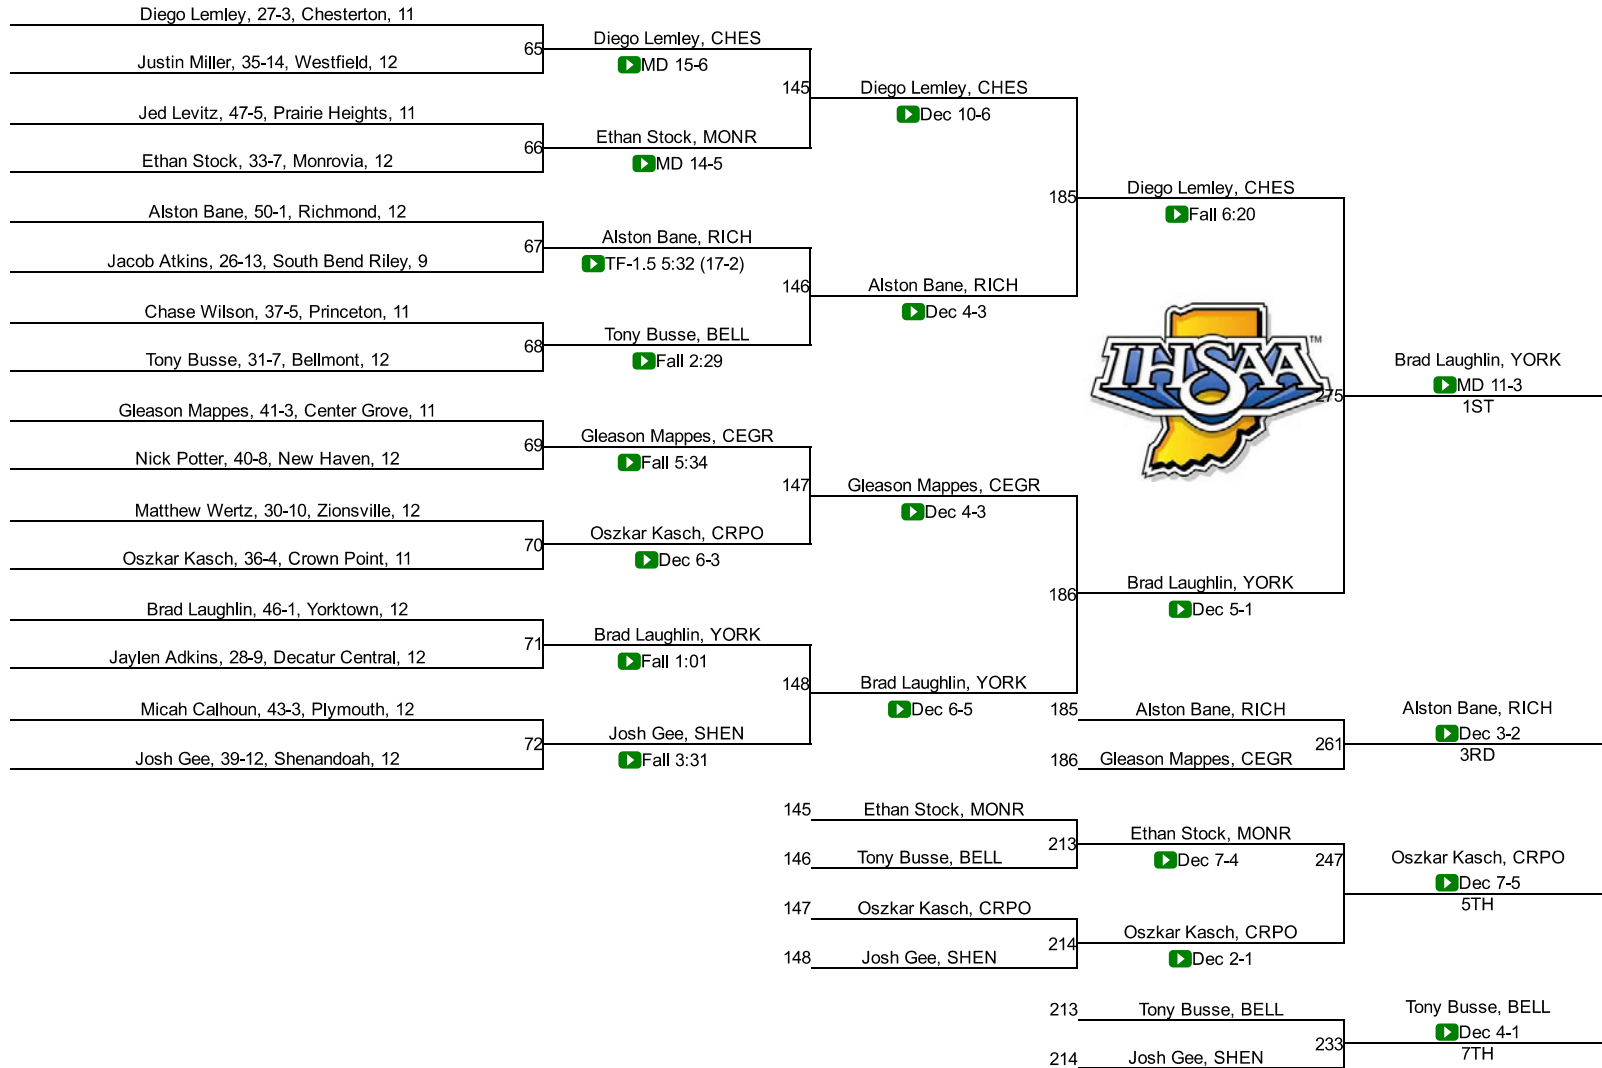 Diego Lemley, 27-3, Chesterton, 11
65
Justin Miller, 35-14, Westfield, 12
Diego Lemley, CHES
MD 15-6
145
Jed Levitz, 47-5, Prairie Heights, 11
66
Ethan Stock, 33-7, Monrovia, 12
Ethan Stock, MONR
MD 14-5
Diego Lemley, CHES
Dec 10-6
185
Alston Bane, 50-1, Richmond, 12
67
Jacob Atkins, 26-13, South Bend Riley, 9
Alston Bane, RICH
TF-1.5 5:32 (17-2)
146
Chase Wilson, 37-5, Princeton, 11
68
Tony Busse, 31-7, Bellmont, 12
Tony Busse, BELL
Fall 2:29
Alston Bane, RICH
Dec 4-3
Diego Lemley, CHES
Fall 6:20
IHSAA
TM
275
Brad Laughlin, YORK
MD 11-3
1ST
Gleason Mappes, 41-3, Center Grove, 11
69
Nick Potter, 40-8, New Haven, 12
Gleason Mappes, CEGR
Fall 5:34
147
Matthew Wertz, 30-10, Zionsville, 12
70
Oszkar Kasch, 36-4, Crown Point, 11
Oszkar Kasch, CRPO
Dec 6-3
Gleason Mappes, CEGR
Dec 4-3
186
Brad Laughlin, YORK
Dec 5-1
Brad Laughlin, 46-1, Yorktown, 12
71
Jaylen Adkins, 28-9, Decatur Central, 12
Brad Laughlin, YORK
Fall 1:01
148
Micah Calhoun, 43-3, Plymouth, 12
72
Josh Gee, 39-12, Shenandoah, 12
Josh Gee, SHEN
Fall 3:31
Brad Laughlin, YORK
Dec 6-5
185 Alston Bane, RICH
261
186 Gleason Mappes, CEGR
Alston Bane, RICH
Dec 3-2
3RD
145 Ethan Stock, MONR
213
146 Tony Busse, BELL
Ethan Stock, MONR
Dec 7-4
247
147 Oszkar Kasch, CRPO
214
148 Josh Gee, SHEN
Oszkar Kasch, CRPO
Dec 2-1
Oszkar Kasch, CRPO
Dec 7-5
5TH
213 Tony Busse, BELL
233
214 Josh Gee, SHEN
Tony Busse, BELL
Dec 4-1
7TH